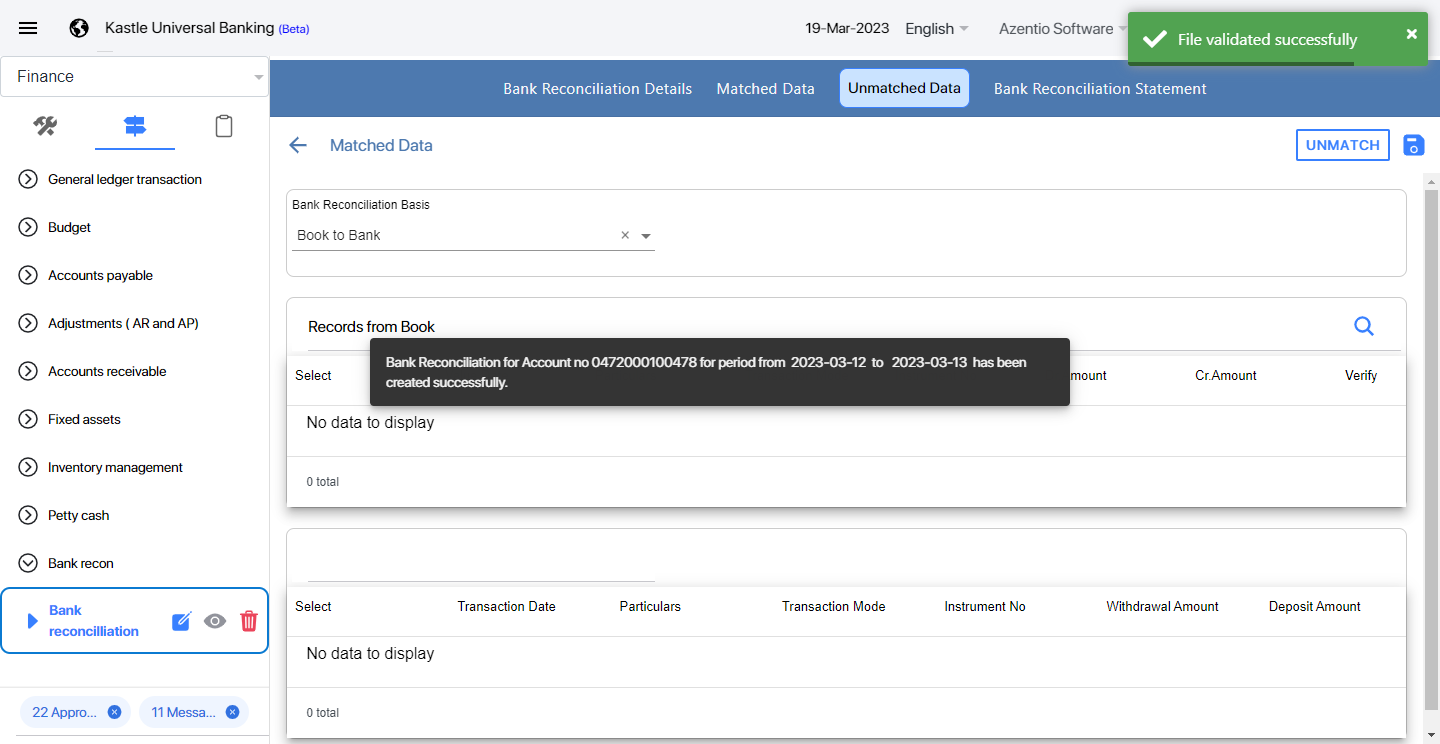 Kastle Universal Banking (Beta)
19-Mar-2023
English
Azentio Software
File validated successfully
Finance
Bank Reconciliation Details
Matched Data
Unmatched Data
Bank Reconciliation Statement
Matched Data
UNMATCH
General ledger transaction
Budget
Accounts payable
Adjustments ( AR and AP)
Accounts receivable
Fixed assets
Inventory management
Petty cash
Bank recon
Bank
reconcilliation
22 Appro...
11 Messa...
Bank Reconciliation Basis
Book to Bank
Records from Book
Bank Reconciliation for Account no 0472000100478 for period from 2023-03-12 to 2023-03-13 has been
created successfully.
Select
mount
Cr.Amount
Verify
No data to display
0 total
Select
Transaction Date
Particulars
Transaction Mode
Instrument No
Withdrawal Amount
Deposit Amount
No data to display
0 total